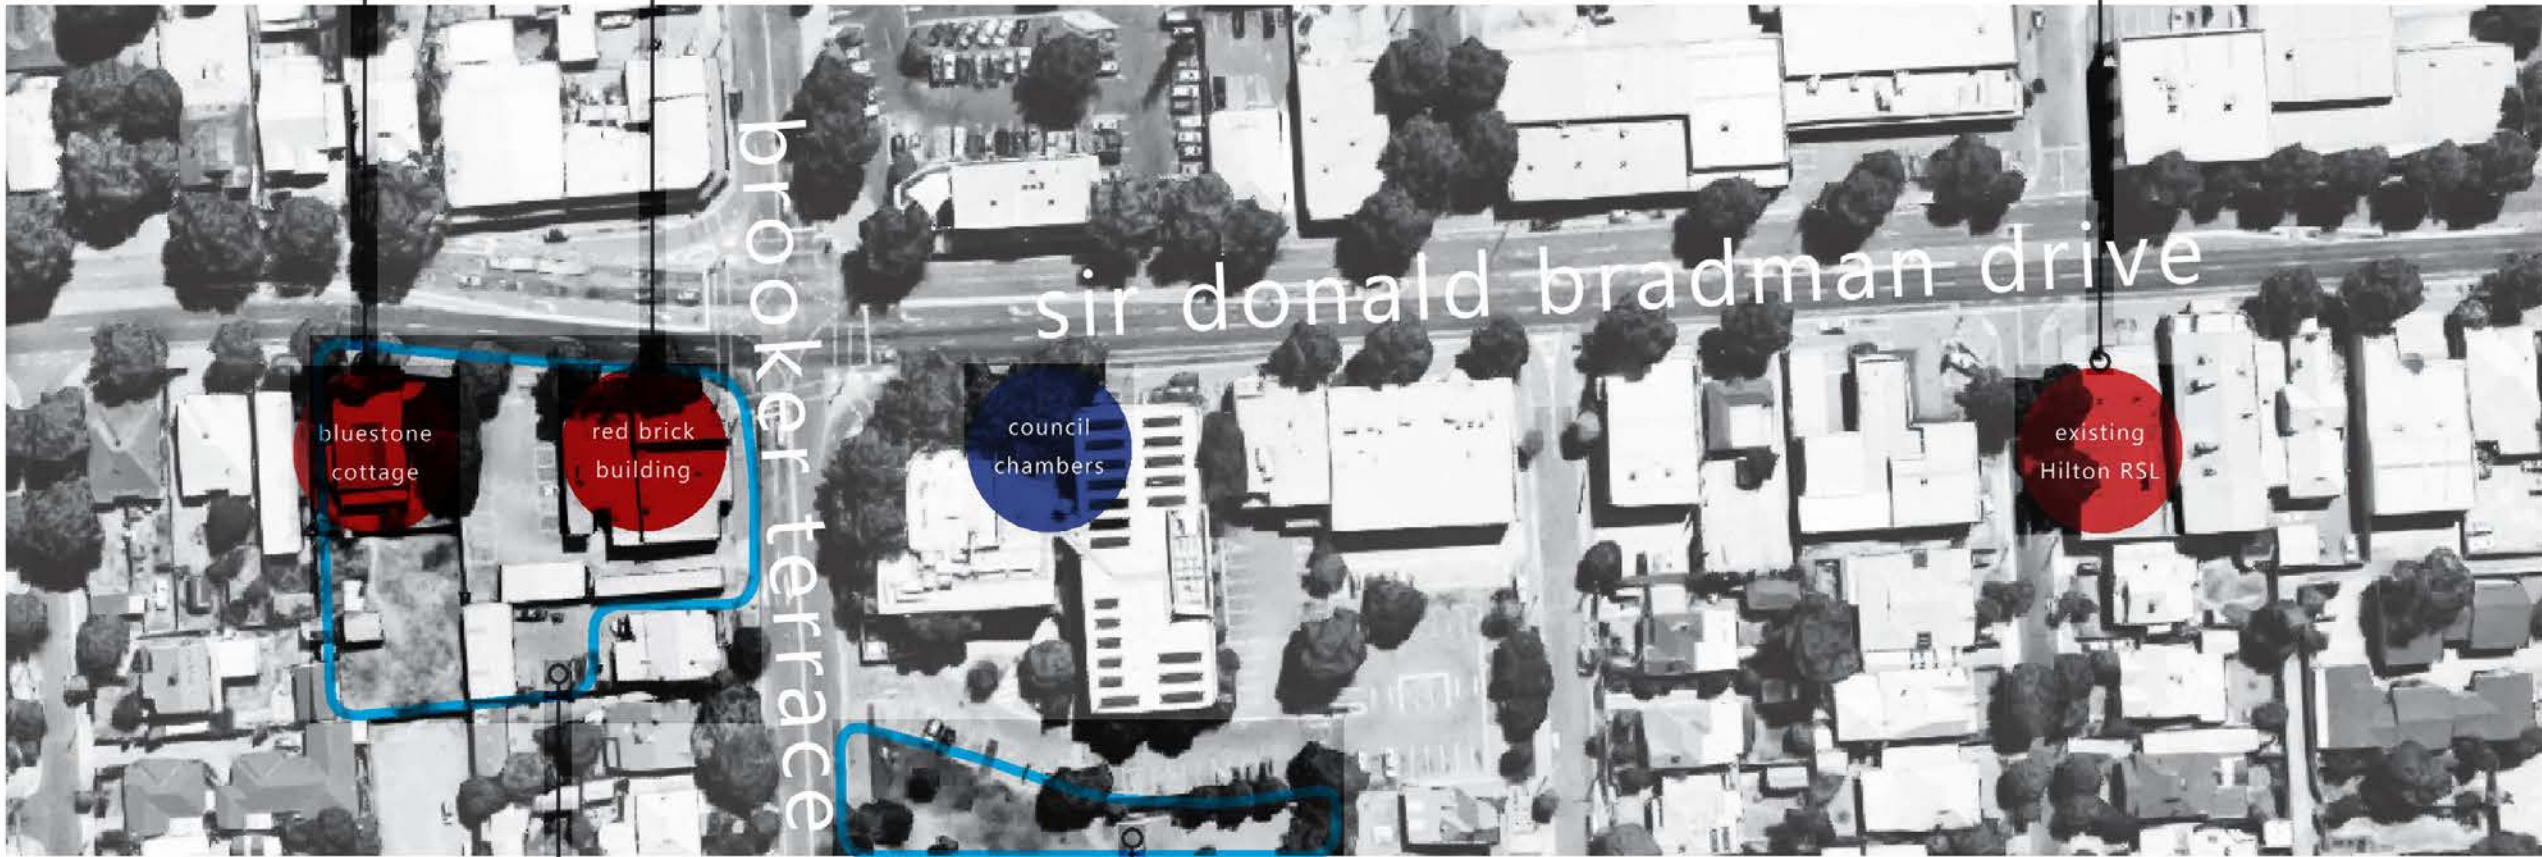 brooker terrace
sir donald bradman drive
bluestone
cottage
red brick
building
council
chambers
existing
Hilton RSL